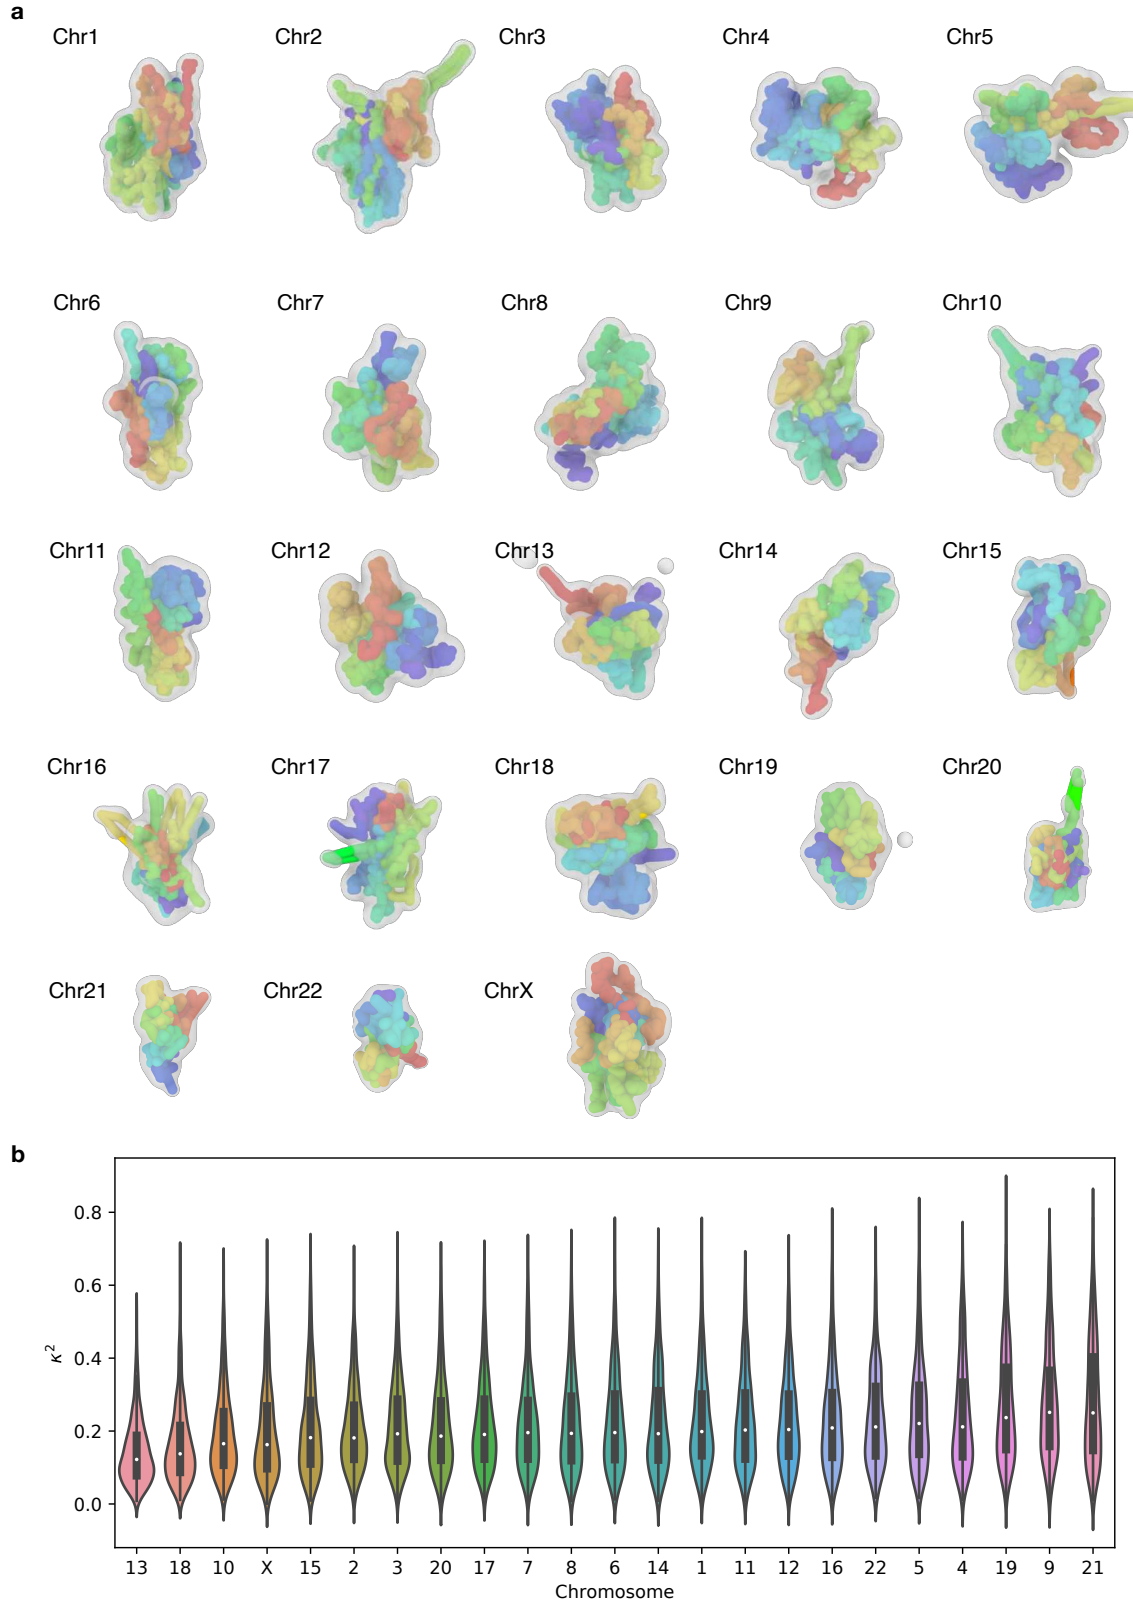 a
Chr1 Chr2 Chr3 Chr4 Chr5
Chr6 Chr7 Chr8 Chr9 Chr10
Chr11 Chr12 Chr13 Chr14 Chr15
Chr16 Chr17 Chr18 Chr19 Chr20
Chr21 Chr22 ChrX
b
0.8
0.6
0.4
0.2
0.0
κ²
13 18 10 X 15 2 3 20 17 7 8 6 14 1 11 12 16 22 5 4 19 9 21
Chromosome